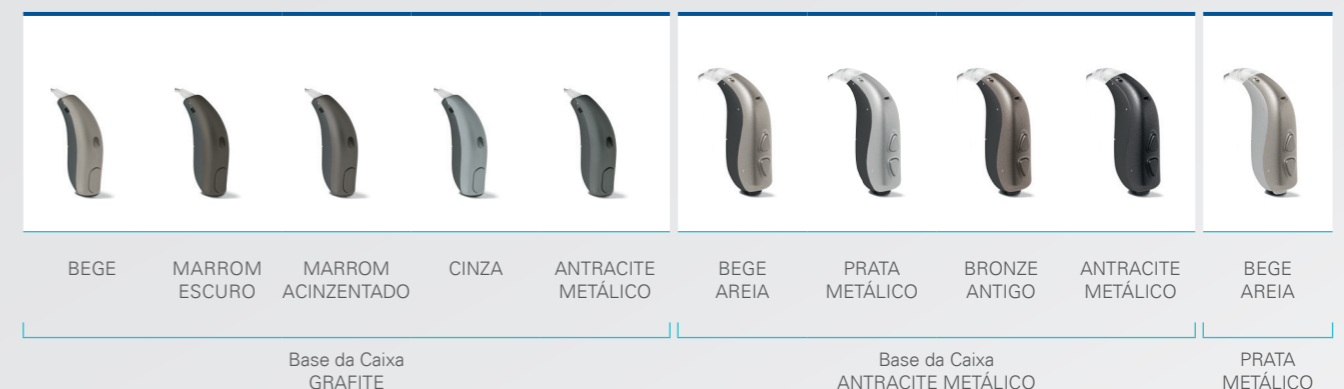 BEGE
MARROM
ESCURO
MARROM
ACINZENTADO
CINZA
ANTRACITE
METÁLICO
BEGE
AREIA
PRATA
METÁLICO
BRONZE
ANTIGO
ANTRACITE
METÁLICO
BEGE
AREIA
Base da Caixa
GRAFITE
Base da Caixa
ANTRACITE METÁLICO
PRATA
METÁLICO